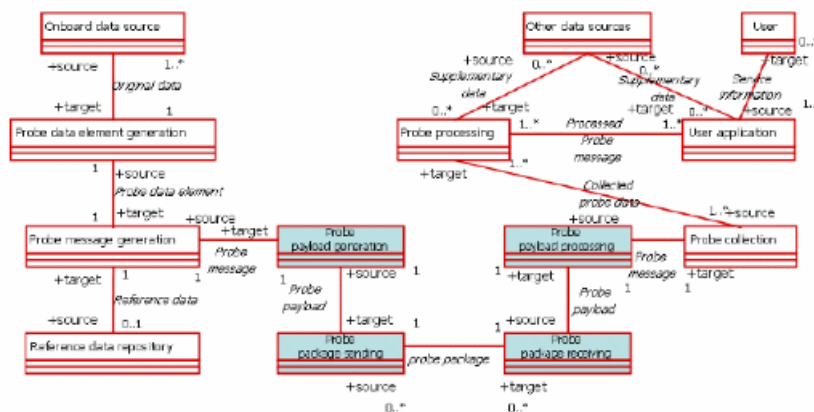 Onboard data source
Other data sources
User
+source
1..*
Original data
+target
1
+source
0..*
Supplementary
data
+source
0..*
Supplementary
data
0..*
+target
Service
information
+source
1..
Probe data element generation
Probe processing
User application
0..*
+target
1..*
Processed
Probe
message
+target
0..*
1..*
1
+source
Probe data element
1
+target
+target
1..*
Collected
probe data
1..*
+source
Probe message generation
+source
+target
Probe
message
1
Probe
payload generation
Probe
payload processing
+source
Probe collection
Probe
message
1
+target
1
+target
1
Reference data
+source
0..1
1
+source
1
Probe
payload
+target
1
1
+target
Probe
payload
+source
1
Reference data repository
Probe
package sending
probe package
Probe
package receiving
+source
0..*
+target
0..*